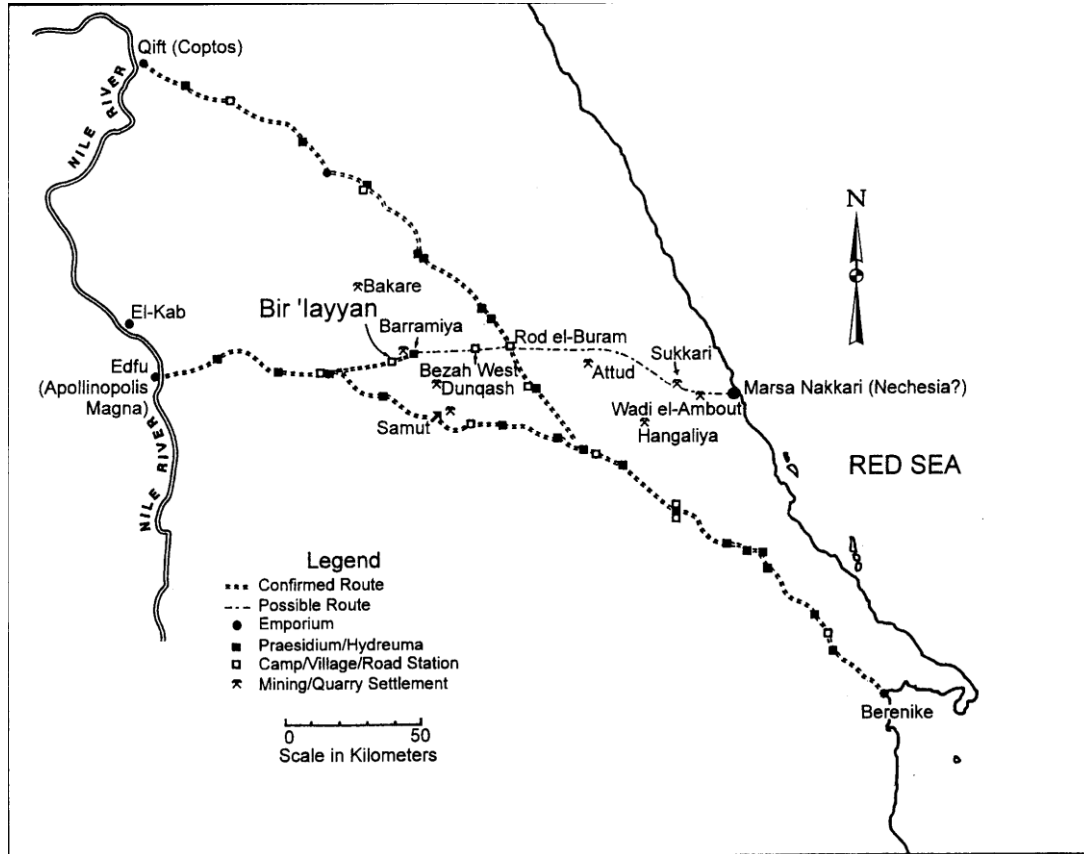 Qift (Coptos)
NILE RIVER
N
Bakare
El-Kab
Bir 'layyan
Barramiya
Rod el-Buram
Edfu
(Apollinopolis
Magna)
Bezah West
Attud
Sukkari
Marsa Nakkari (Nechesia?)
Dunqash
Wadi el-Ambout
Samut
Hangaliya
RED SEA
NILE RIVER
Legend
Confirmed Route
Possible Route
Emporium
Praesidium/Hydreuma
Camp/Village/Road Station
Mining/Quarry Settlement
0 50
Scale in Kilometers
Berenike